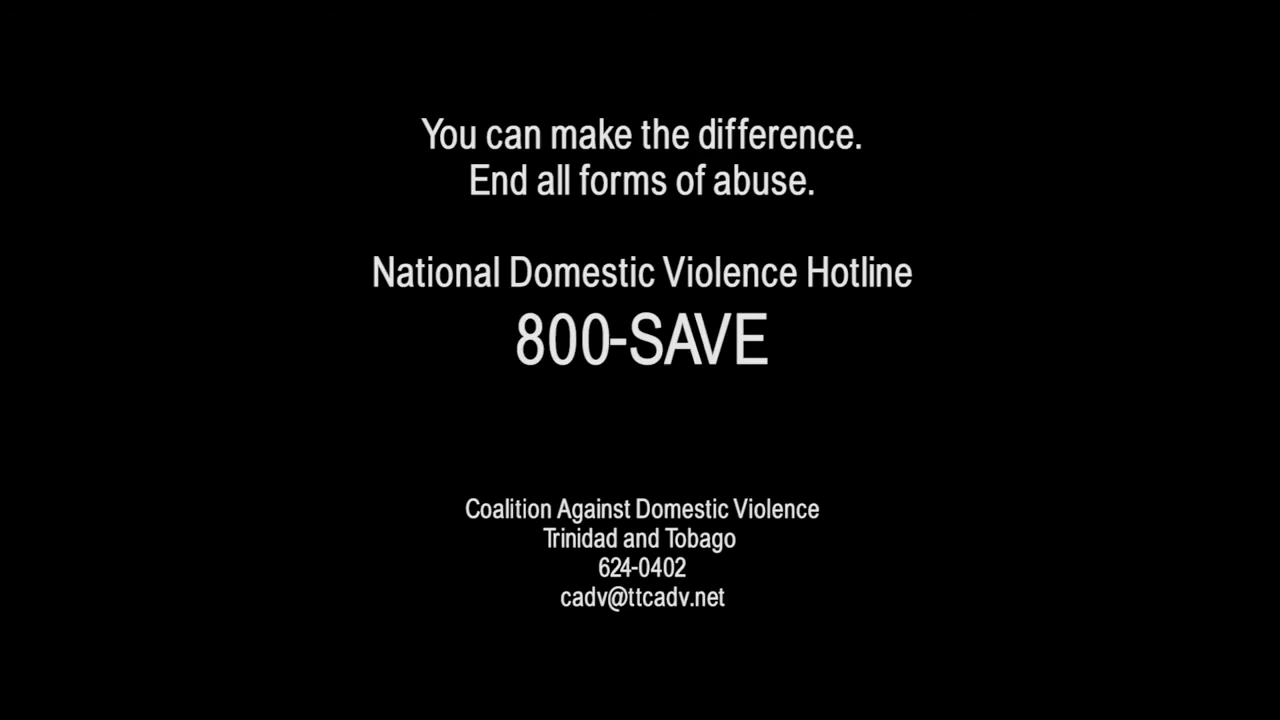 You can make the difference.
End all forms of abuse.
National Domestic Violence Hotline
800-SAVE
Coalition Against Domestic Violence
Trinidad and Tobago
624-0402
cadv@ttcadv.net